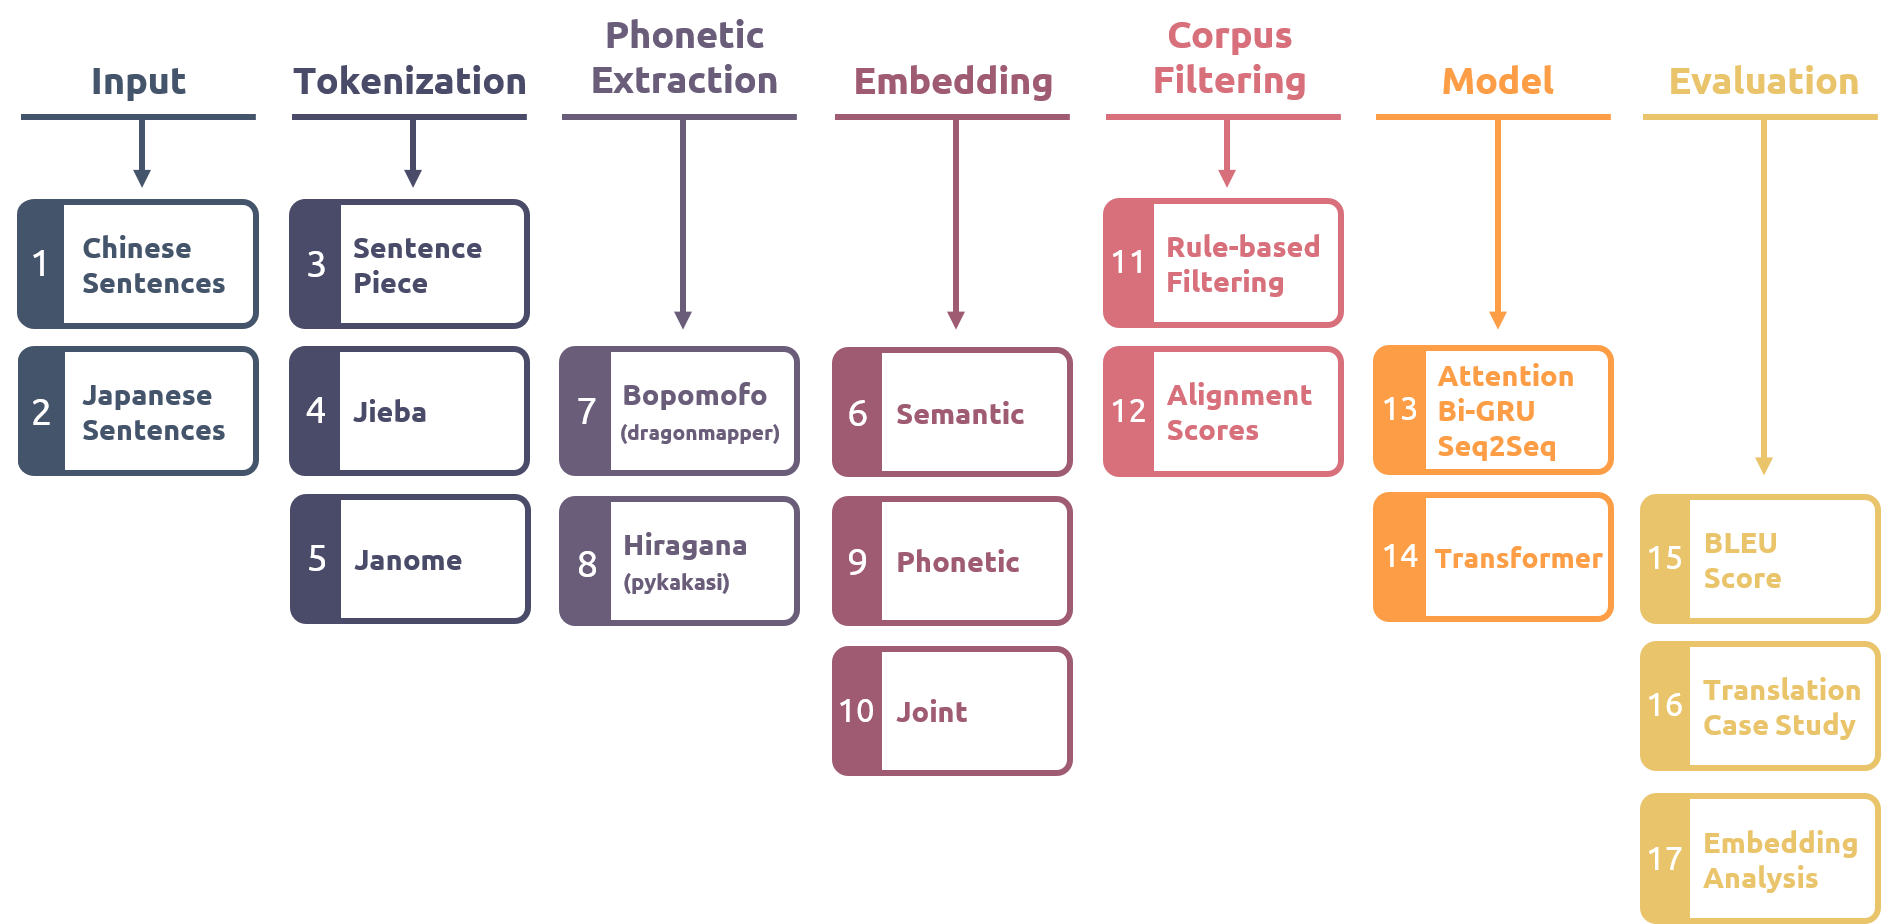 Input
1
Chinese
Sentences
2
Japanese
Sentences
Tokenization
3
Sentence
Piece
4
Jieba
5
Janome
Phonetic
Extraction
7
Bopomofo
(dragonmapper)
8
Hiragana
(pykakasi)
Embedding
6
Semantic
9
Phonetic
10
Joint
Corpus
Filtering
11
Rule-based
Filtering
12
Alignment
Scores
Model
13
Attention
Bi-GRU
Seq2Seq
14
Transformer
Evaluation
15
BLEU
Score
16
Translation
Case Study
17
Embedding
Analysis